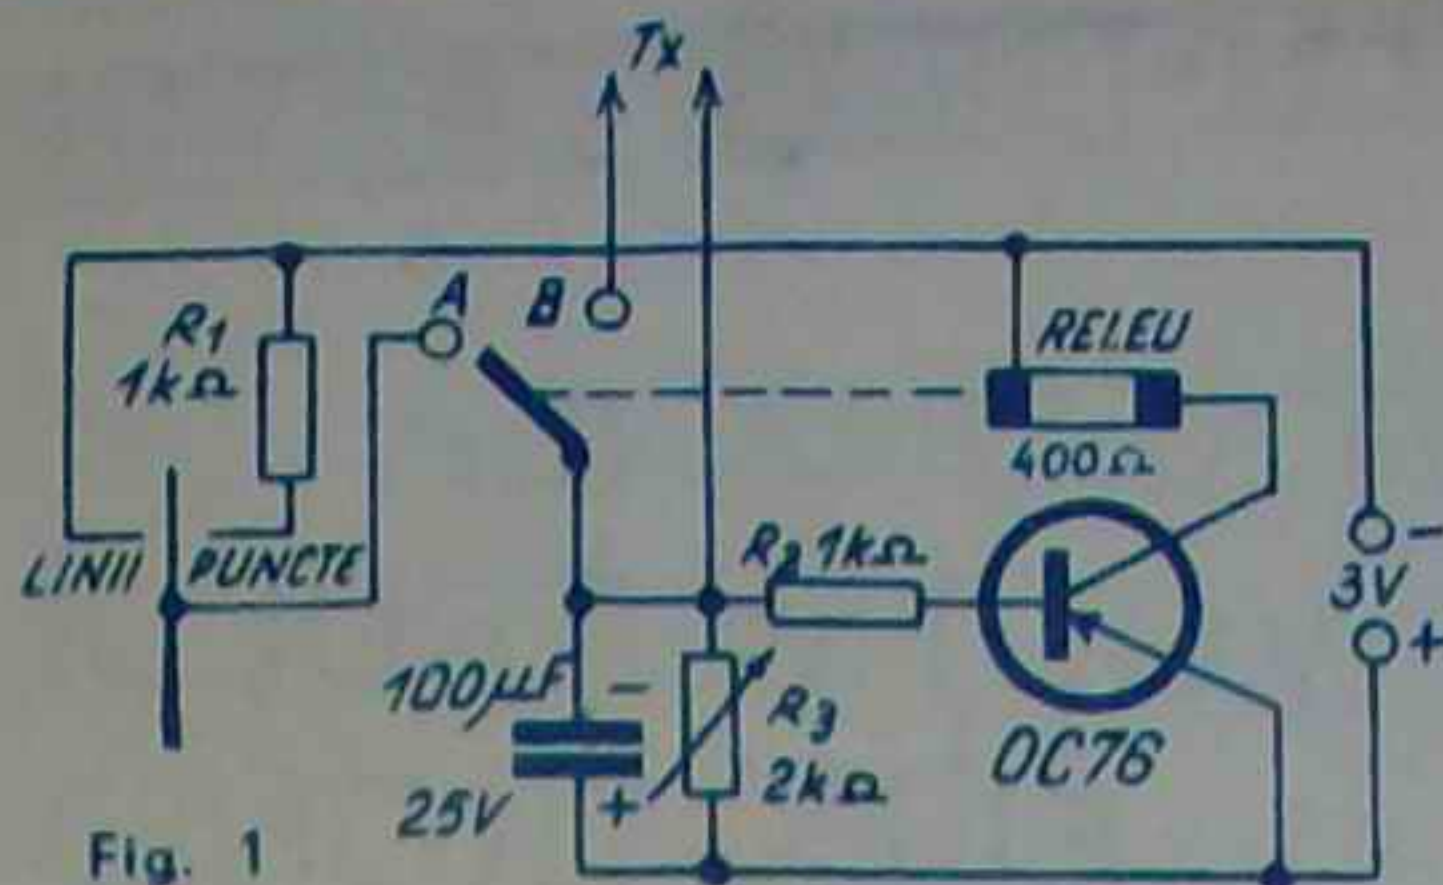 Tx
A
B
R1
1kΩ
RELEU
400Ω
LINII
PUNCTE
R2 1kΩ
3V
-
+
100µF
-
25V
+
R3
2kΩ
OC76
Fig. 1